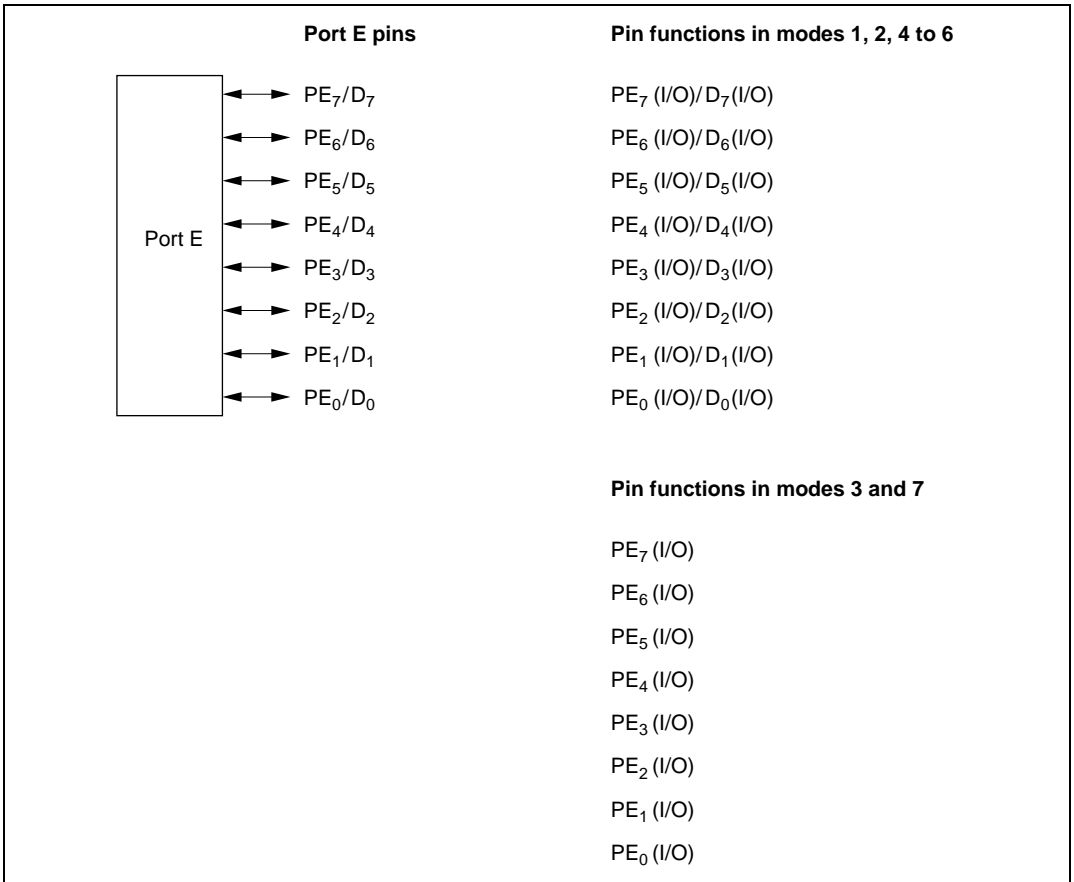 Port E pins Pin functions in modes 1, 2, 4 to 6
PE7/D7 PE7 (I/O)/D7(I/O)
PE6/D6 PE6 (I/O)/D6(I/O)
PE5/D5 PE5 (I/O)/D5(I/O)
PE4/D4 PE4 (I/O)/D4(I/O)
Port E
PE3/D3 PE3 (I/O)/D3(I/O)
PE2/D2 PE2 (I/O)/D2(I/O)
PE1/D1 PE1 (I/O)/D1(I/O)
PE0/D0 PE0 (I/O)/D0(I/O)
Pin functions in modes 3 and 7
PE7 (I/O)
PE6 (I/O)
PE5 (I/O)
PE4 (I/O)
PE3 (I/O)
PE2 (I/O)
PE1 (I/O)
PE0 (I/O)